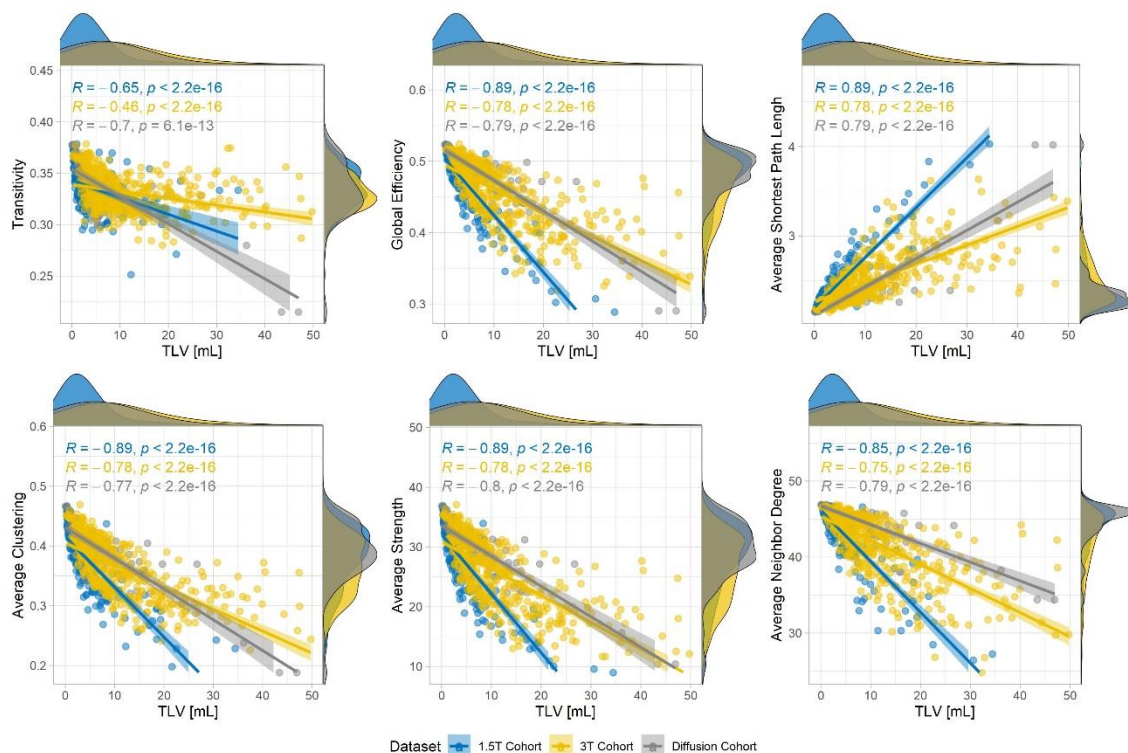 0.45
0.40
0.35
0.30
0.25
Transitivity
R = −0.65, p < 2.2e-16
R = −0.46, p < 2.2e-16
R = −0.7, p = 6.1e-13
0 10 20 30 40 50
TLV [mL]
0.6
0.5
0.4
0.3
Global Efficiency
R = −0.89, p < 2.2e-16
R = −0.78, p < 2.2e-16
R = −0.79, p < 2.2e-16
0 10 20 30 40 50
TLV [mL]
4
3
Average Shortest Path Lengh
R = 0.89, p < 2.2e-16
R = 0.78, p < 2.2e-16
R = 0.79, p < 2.2e-16
0 10 20 30 40 50
TLV [mL]
0.6
0.5
0.4
0.3
0.2
Average Clustering
R = −0.89, p < 2.2e-16
R = −0.78, p < 2.2e-16
R = −0.77, p < 2.2e-16
0 10 20 30 40 50
TLV [mL]
50
40
30
20
10
Average Strength
R = −0.89, p < 2.2e-16
R = −0.78, p < 2.2e-16
R = −0.8, p < 2.2e-16
0 10 20 30 40 50
TLV [mL]
50
40
30
Average Neighbor Degree
R = −0.85, p < 2.2e-16
R = −0.75, p < 2.2e-16
R = −0.79, p < 2.2e-16
0 10 20 30 40 50
TLV [mL]
Dataset 1.5T Cohort 3T Cohort Diffusion Cohort